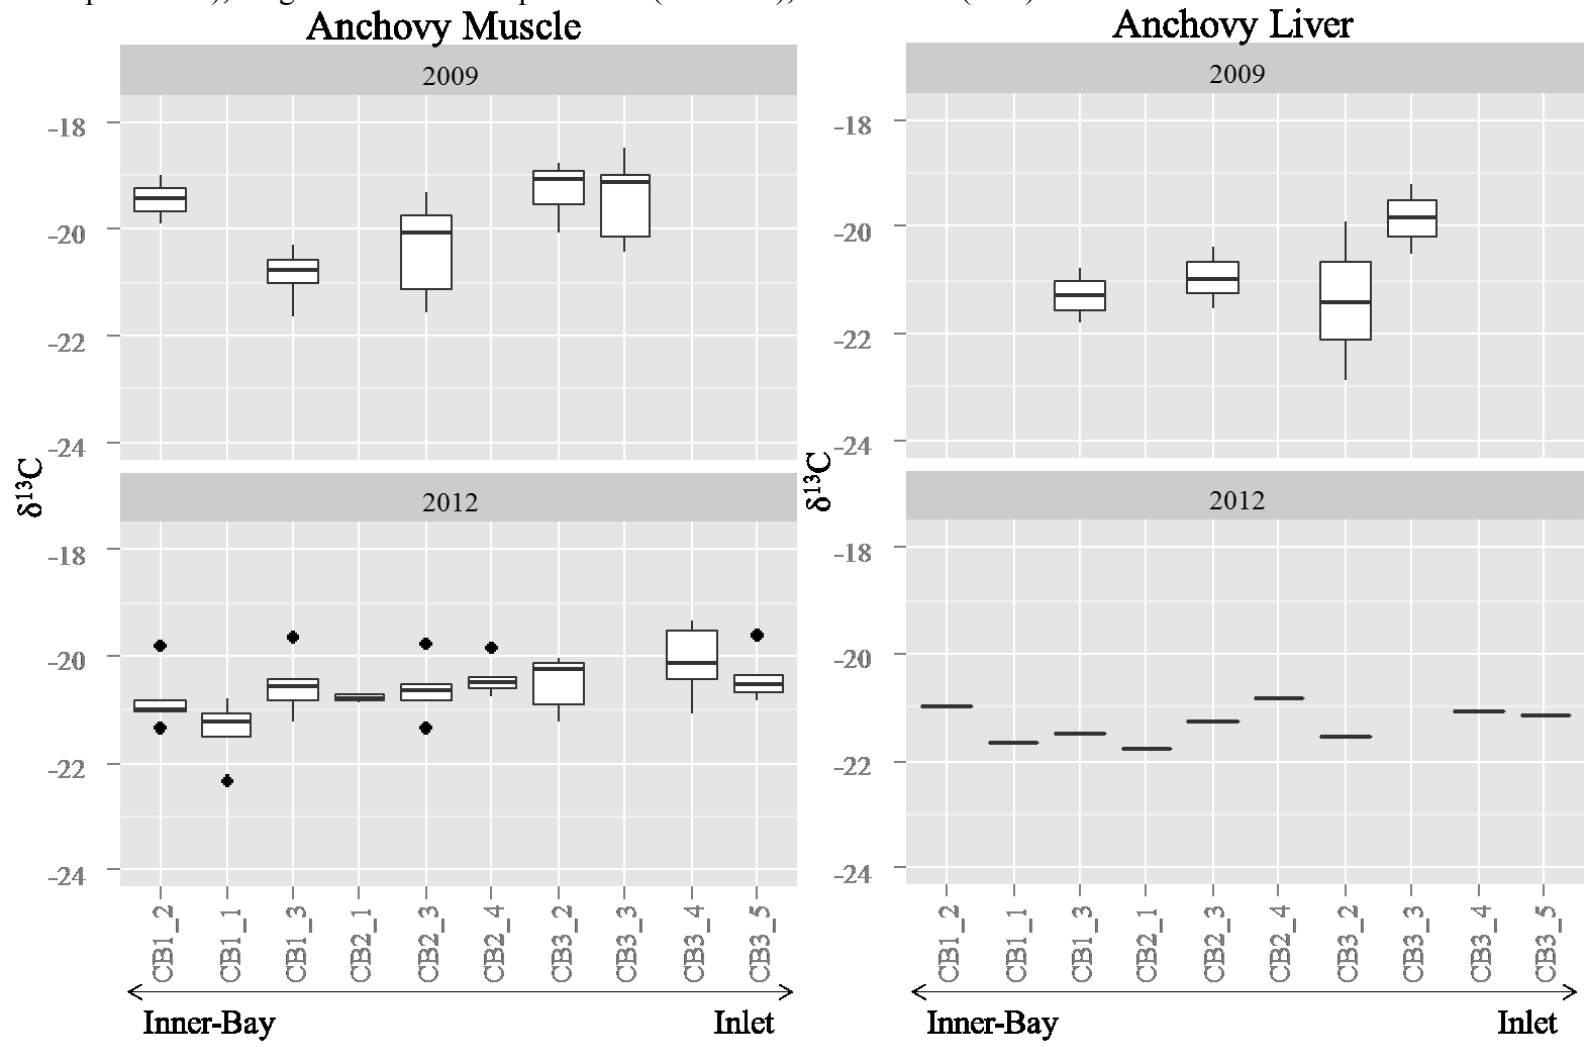 Anchovy Muscle
2009
-18
-20
-22
-24
2012
-18
-20
-22
-24
δ13C
CB1_2
CB1_1
CB1_3
CB2_1
CB2_3
CB2_4
CB3_2
CB3_3
CB3_4
CB3_5
Inner-Bay Inlet
Anchovy Liver
2009
-18
-20
-22
-24
2012
-18
-20
-22
-24
δ13C
CB1_2
CB1_1
CB1_3
CB2_1
CB2_3
CB2_4
CB3_2
CB3_3
CB3_4
CB3_5
Inner-Bay Inlet